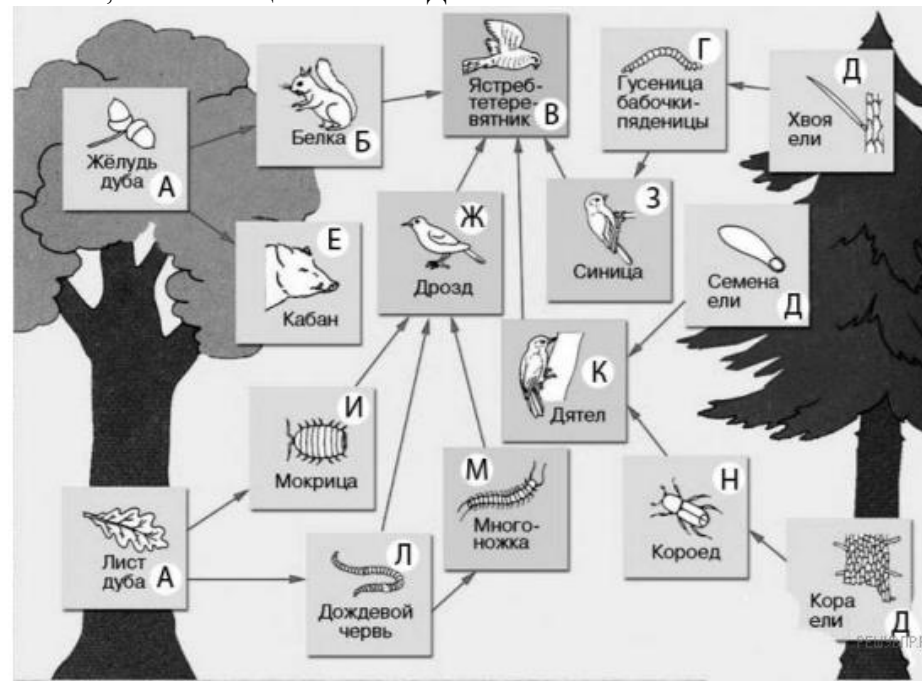 Г
Д
Ястреб-
тетере-
вятник В
Гусеница
бабочки-
пяденицы
Хвоя
ели
Белка Б
Жёлудь
дуба А
Ж
З
Е
Дрозд
Синица
Семена
ели Д
Кабан
К
Дятел
И
Мокрица
М
Много-
ножка
Н
Короед
Лист
дуба А
Л
Дождевой
червь
Кора
ели Д